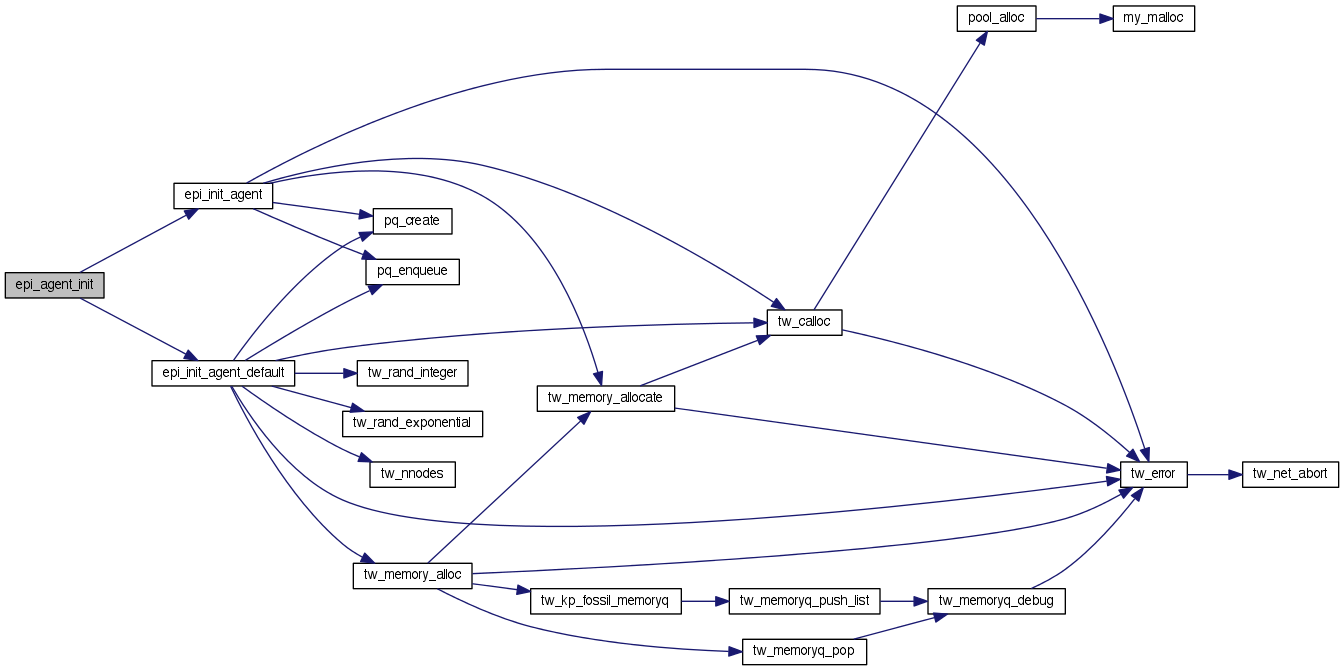 pool_alloc
my_malloc
epi_init_agent
pq_create
pq_enqueue
epi_agent_init
tw_calloc
epi_init_agent_default
tw_rand_integer
tw_memory_allocate
tw_rand_exponential
tw_nnodes
tw_error
tw_net_abort
tw_memory_alloc
tw_kp_fossil_memoryq
tw_memoryq_push_list
tw_memoryq_debug
tw_memoryq_pop